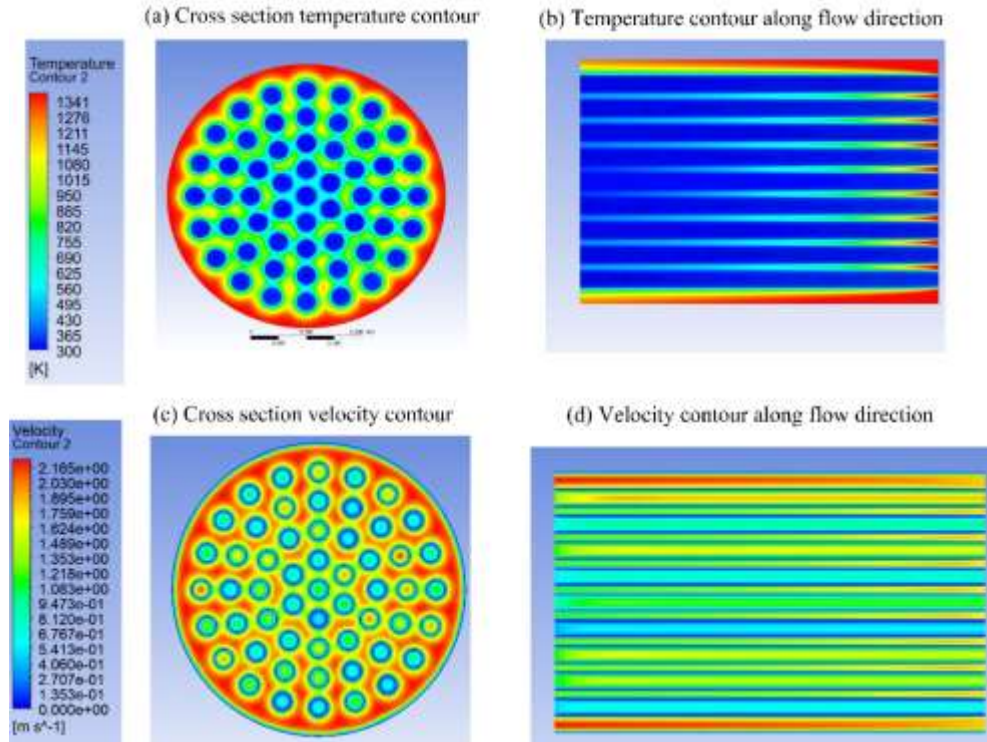 (a) Cross section temperature contour
(b) Temperature contour along flow direction
Temperature
Contour 2
1341
1276
1211
1145
1080
1015
950
885
820
755
690
625
560
495
430
365
300
[K]
(c) Cross section velocity contour
(d) Velocity contour along flow direction
Velocity
Contour 2
2.165e+00
2.030e+00
1.895e+00
1.759e+00
1.624e+00
1.489e+00
1.353e+00
1.218e+00
1.083e+00
9.473e-01
8.120e-01
6.767e-01
5.413e-01
4.060e-01
2.707e-01
1.353e-01
0.000e+00
[m s^-1]